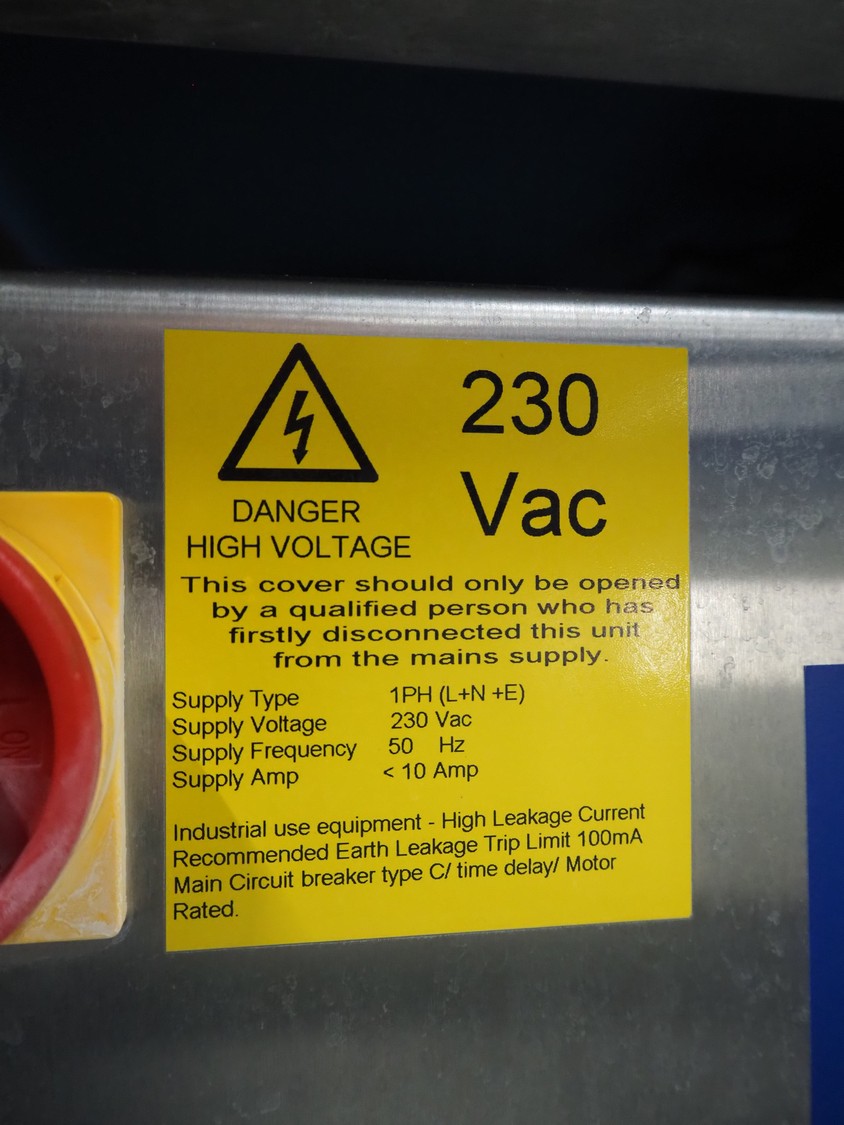 230
Vac
DANGER
HIGH VOLTAGE
This cover should only be opened
by a qualified person who has
firstly disconnected this unit
from the mains supply.
Supply Type 1PH (L+N +E)
Supply Voltage 230 Vac
Supply Frequency 50 Hz
Supply Amp < 10 Amp
Industrial use equipment - High Leakage Current
Recommended Earth Leakage Trip Limit 100mA
Main Circuit breaker type C/ time delay/ Motor
Rated.
ON